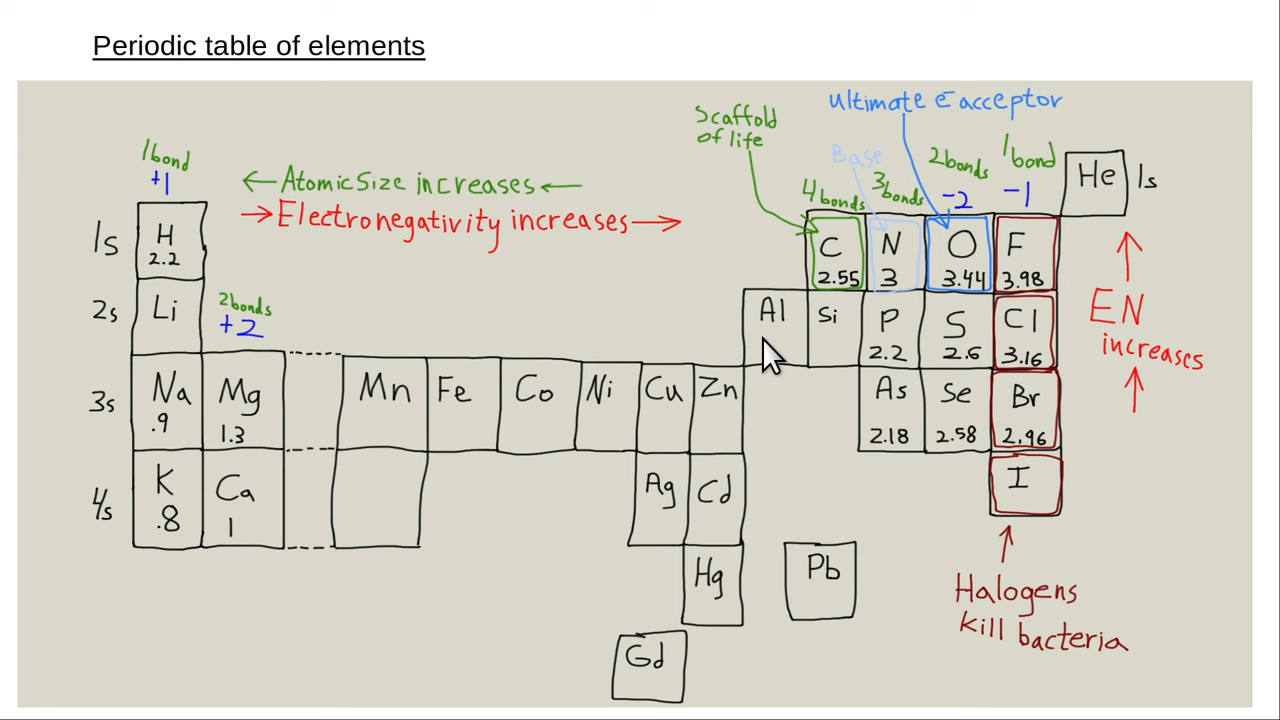 Periodic table of elements
Scaffold
of life
Ultimate e⁻ acceptor
Base
1bond
+1
← Atomic Size increases ←
→ Electronegativity increases →
4bonds
3bonds
2bonds
-2
1bond
-1
He 1s
1s H C N O F
2.2 2.55 3 3.44 3.98
2s Li
2bonds
+2
Al Si P S Cl
2.2 2.6 3.16
EN
increases
3s Na Mg Mn Fe Co Ni Cu Zn As Se Br
.9 1.3 2.18 2.58 2.96
4s K Ca Ag Cd I
.8 1
Hg Pb
Gd
Halogens
kill bacteria